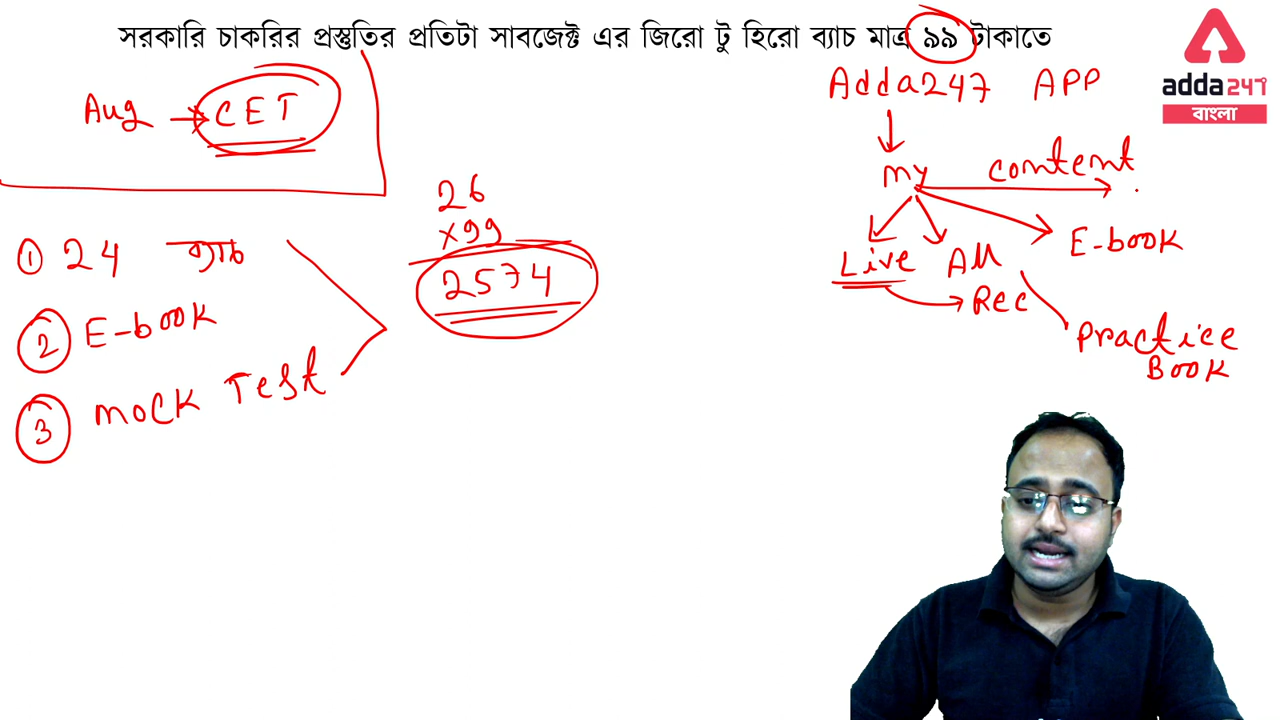 সরকারি চাকরির প্রস্তুতির প্রতিটা সাবজেক্ট এর জিরো টু হিরো ব্যাচ মাত্র ৯৯ টাকাতে
adda247
বাংলা
Aug → CET
① 24 ব্যাচ
② E-book
③ mock Test
26
x99
2574
Adda247 APP
my content
Live All E-book
Rec
Practice
Book